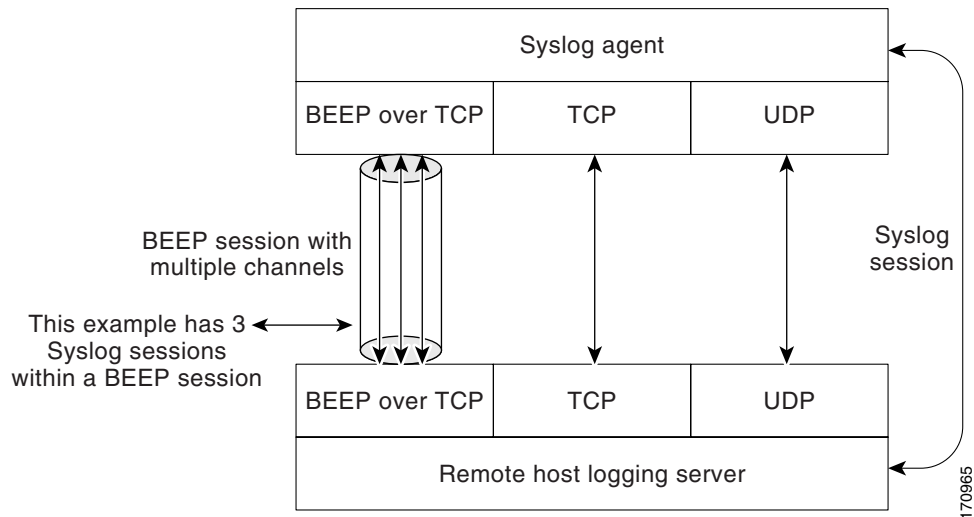 Syslog agent
BEEP over TCP
TCP
UDP
BEEP session with
multiple channels
Syslog
session
This example has 3
Syslog sessions
within a BEEP session
BEEP over TCP
TCP
UDP
Remote host logging server
170965